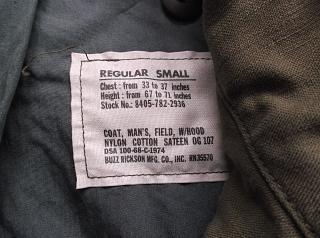 REGULAR SMALL
Chest: from 33 to 37 inches
Height: from 67 to 71 inches
Stock No.: 8405-782-2936
COAT, MAN'S, FIELD, W/HOOD
NYLON COTTON SATEEN OG 107
DSA 100-68-C-1974
BUZZ RICKSON MFG. CO., INC. RN35570